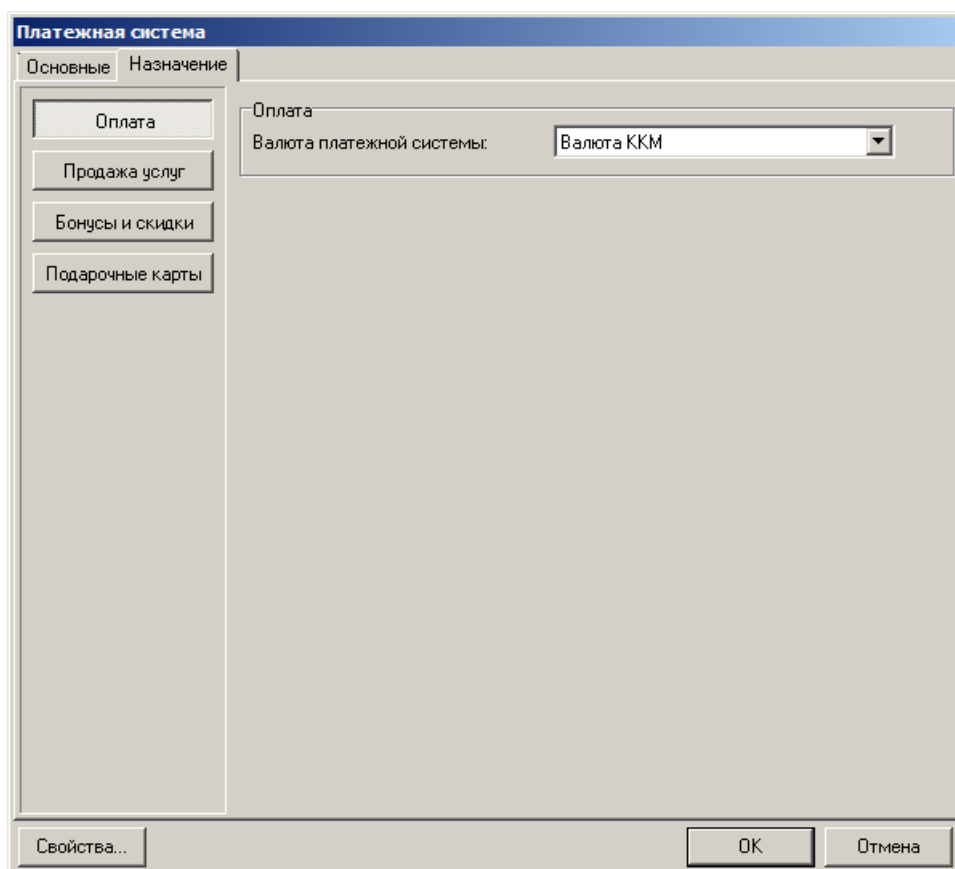 Платежная система
Основные Назначение
Оплата
Продажа услуг
Бонусы и скидки
Подарочные карты
Оплата
Валюта платежной системы: Валюта ККМ
Свойства... OK Отмена